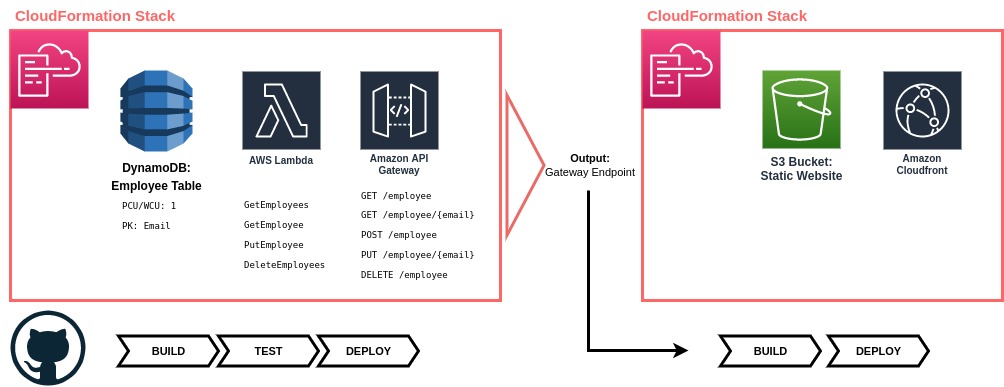 CloudFormation Stack
DynamoDB:
Employee Table
PCU/WCU: 1
PK: Email
AWS Lambda
GetEmployees
GetEmployee
PutEmployee
DeleteEmployees
Amazon API
Gateway
GET /employee
GET /employee/{email}
POST /employee
PUT /employee/{email}
DELETE /employee
Output:
Gateway Endpoint
CloudFormation Stack
S3 Bucket:
Static Website
Amazon
Cloudfront
BUILD
TEST
DEPLOY
BUILD
DEPLOY